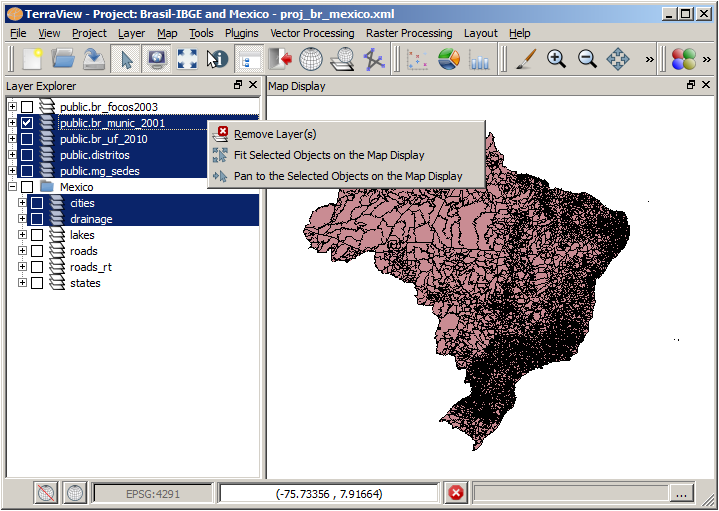 TerraView - Project: Brasil-IBGE and Mexico - proj_br_mexico.xml
File View Project Layer Map Tools Plugins Vector Processing Raster Processing Layout Help
» »
Layer Explorer
Map Display
public.br_focos2003
public.br_munic_2001
public.br_uf_2010
public.distritos
public.mg_sedes
Mexico
cities
drainage
lakes
roads
roads_rt
states
Remove Layer(s)
Fit Selected Objects on the Map Display
Pan to the Selected Objects on the Map Display
EPSG:4291
(-75.73356 , 7.91664)
...